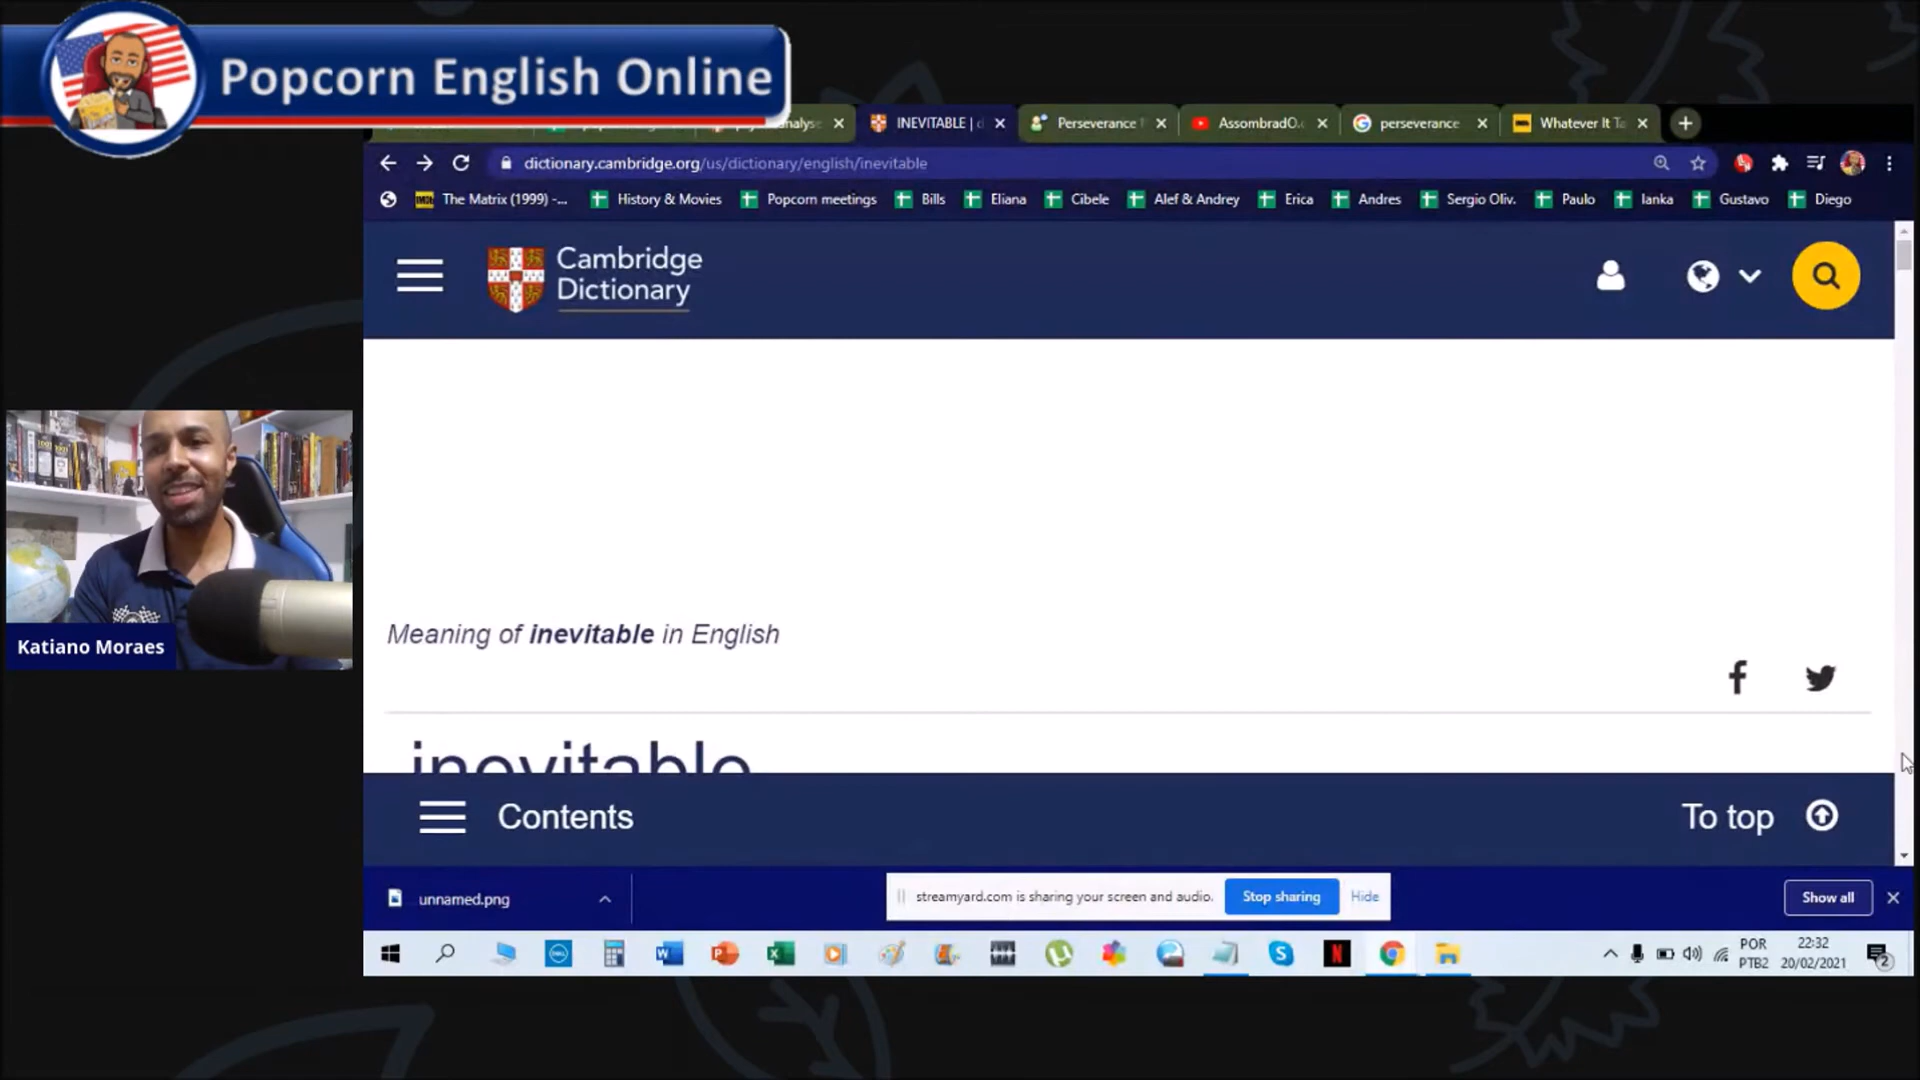 Popcorn English Online
INEVITABLE |
Perseverance
AssombradO.
perseverance
Whatever It Ta
dictionary.cambridge.org/us/dictionary/english/inevitable
The Matrix (1999) -...
History & Movies
Popcorn meetings
Bills
Eliana
Cibele
Alef & Andrey
Erica
Andres
Sergio Oliv.
Paulo
Ianka
Gustavo
Diego
Cambridge
Dictionary
Meaning of inevitable in English
inevitable
Katiano Moraes
Contents
To top
unnamed.png
streamyard.com is sharing your screen and audio.
Stop sharing
Hide
Show all
POR
PTB2
22:32
20/02/2021
2